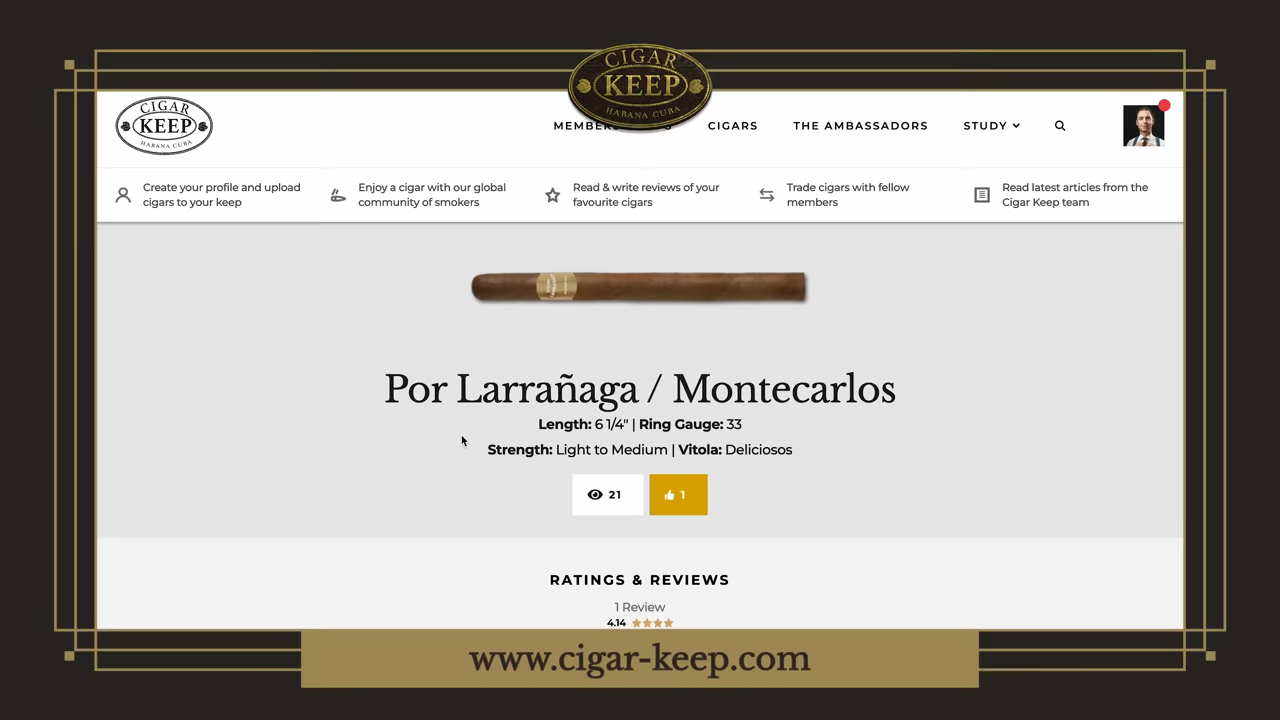 CIGAR
KEEP
HABANA CUBA
CIGAR
KEEP
HABANA CUBA
CIGARS
THE AMBASSADORS
STUDY
Create your profile and upload
cigars to your keep
Enjoy a cigar with our global
community of smokers
Read & write reviews of your
favourite cigars
Trade cigars with fellow
members
Read latest articles from the
Cigar Keep team
Por Larrañaga / Montecarlos
Length: 6 1/4" | Ring Gauge: 33
Strength: Light to Medium | Vitola: Deliciosos
21
1
RATINGS & REVIEWS
1 Review
4.14
www.cigar-keep.com